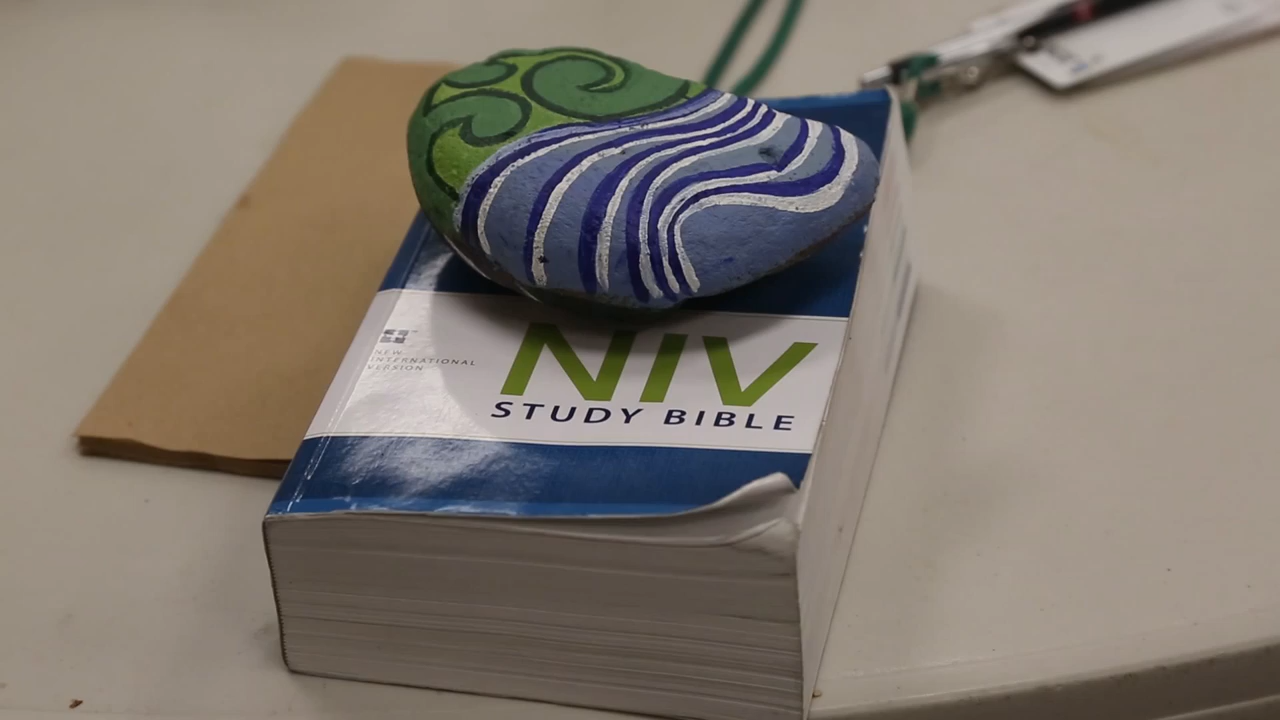 NEW
INTERNATIONAL
VERSION
NIV
STUDY BIBLE